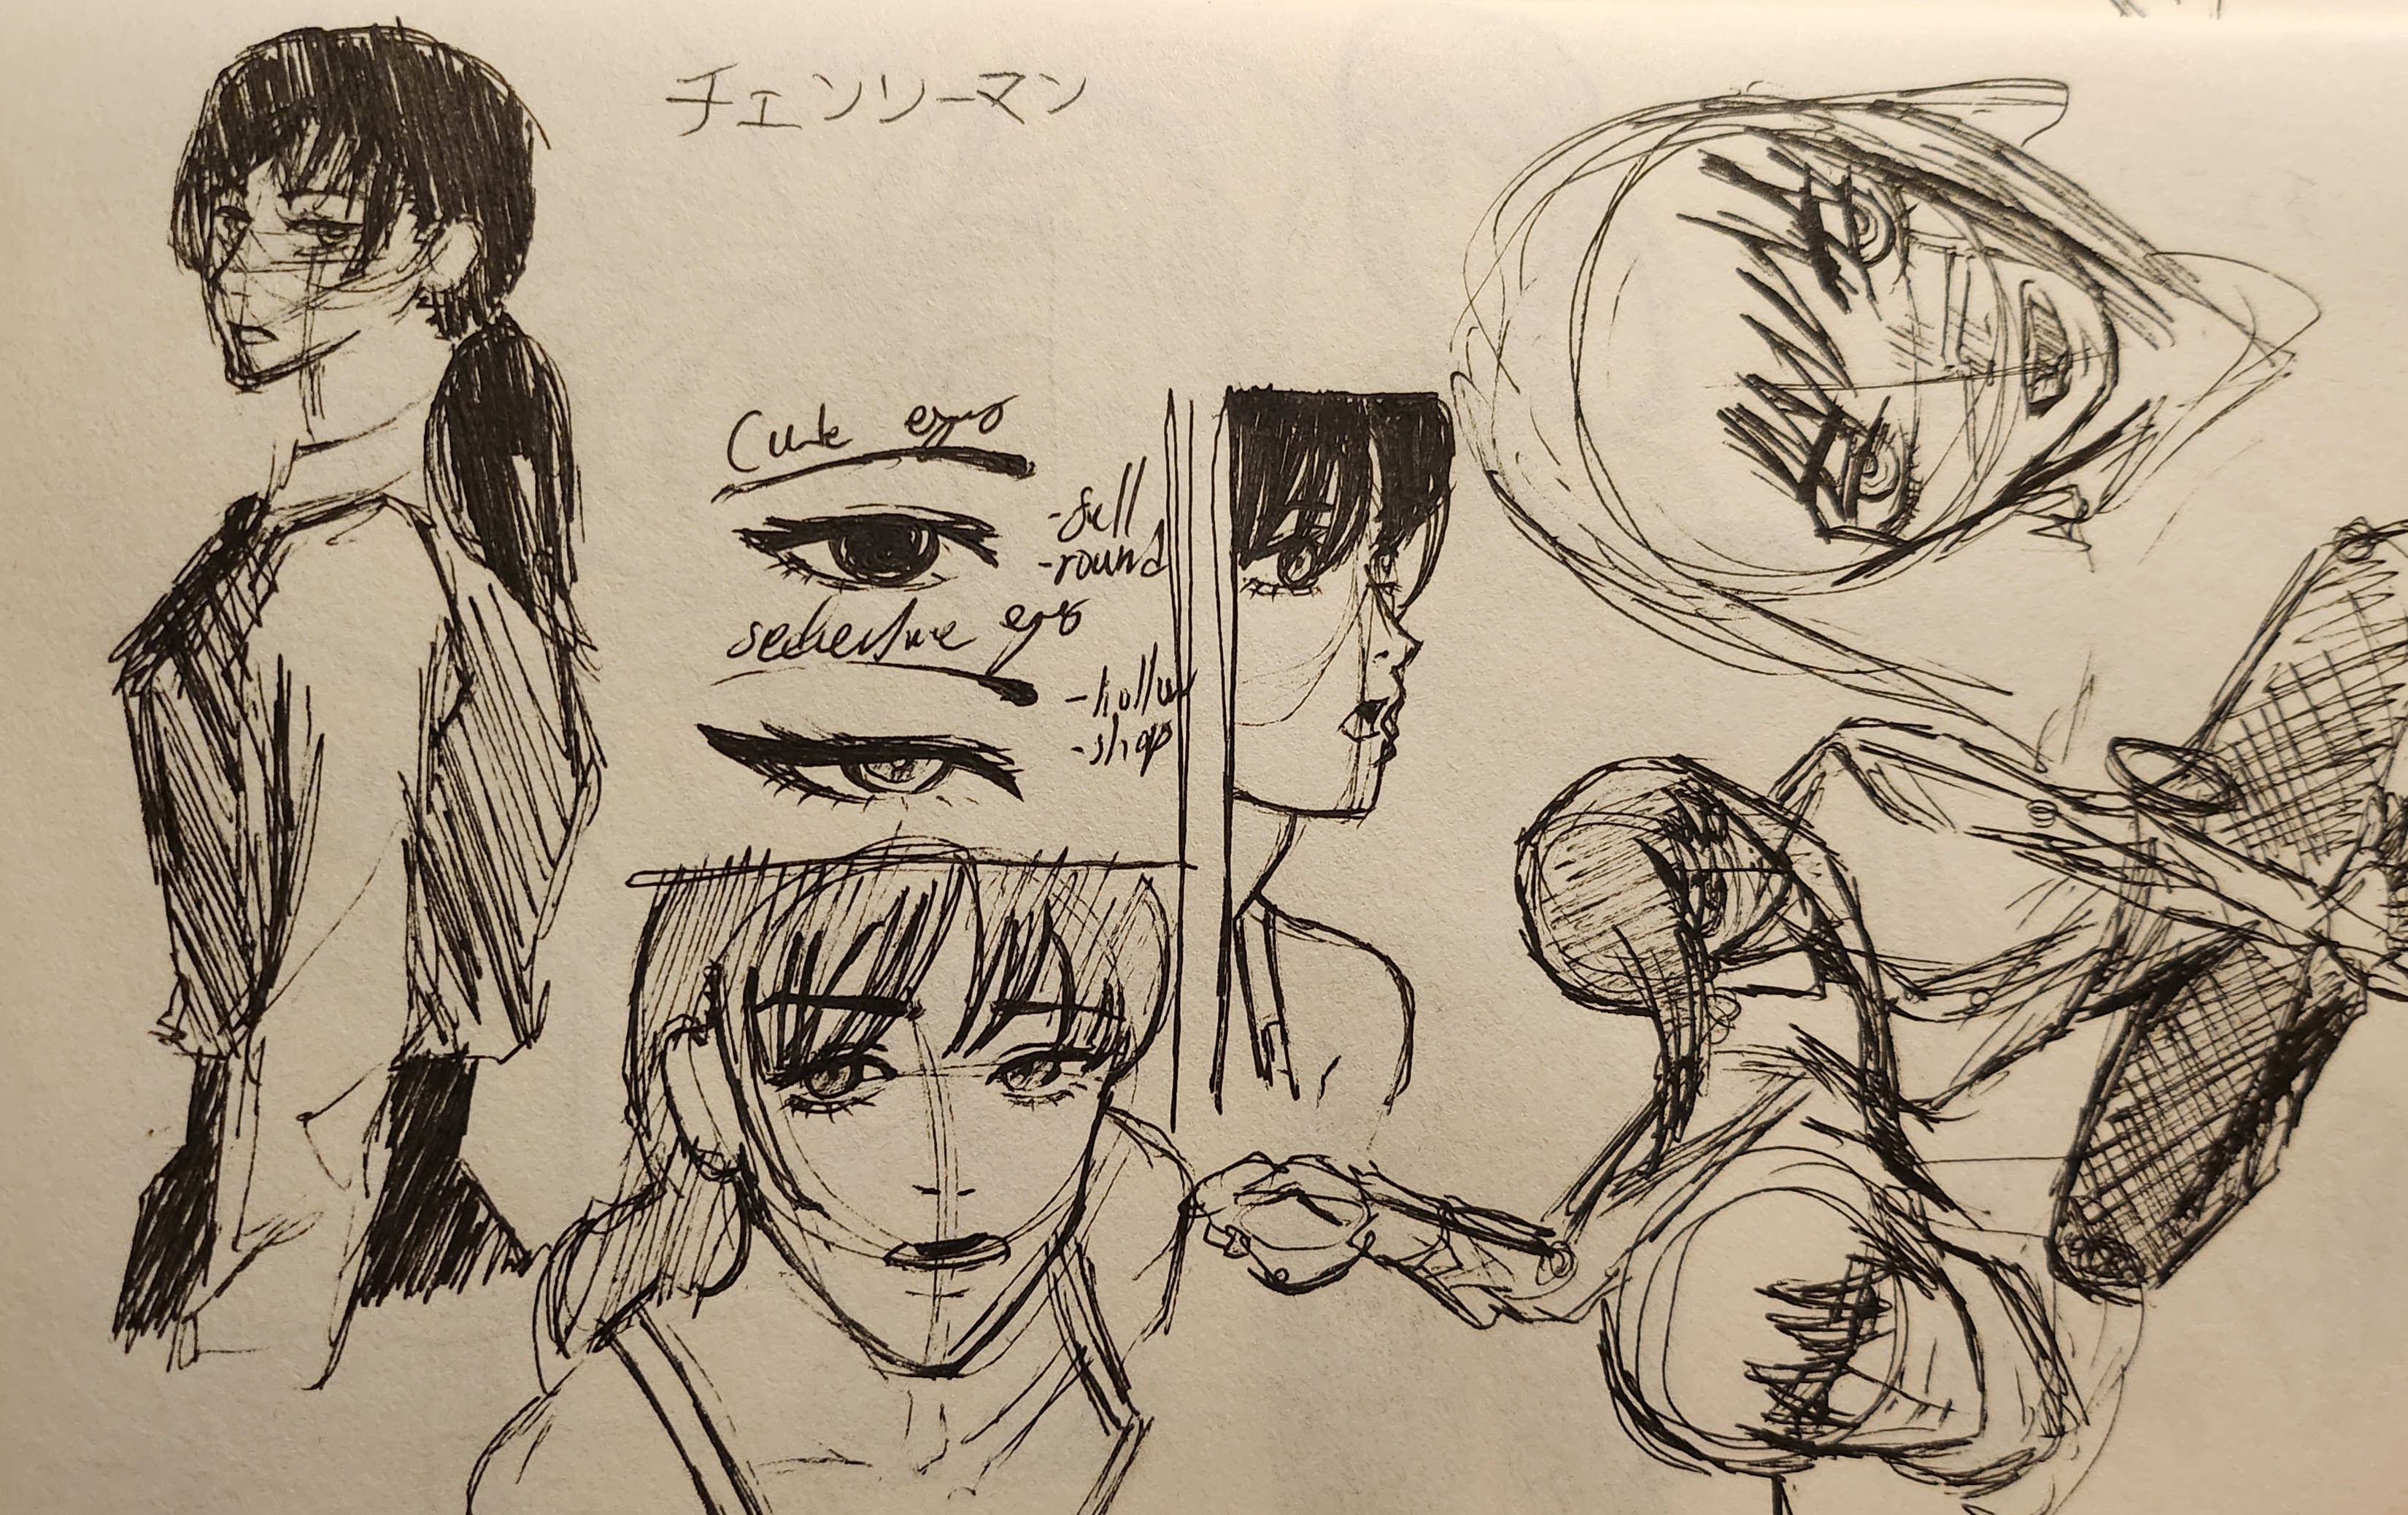 チェンソーマン
Cute eyes
-full
-round
seductive eyes
-hollow
-sharp